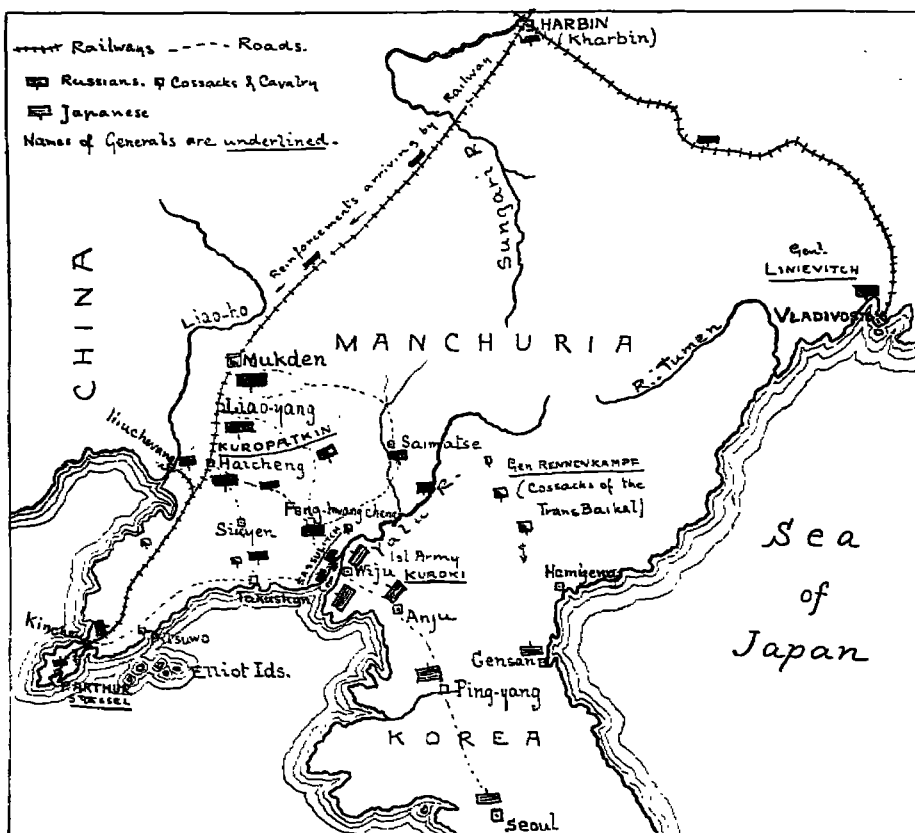 Railways ---- Roads.
Russians. Cossacks & Cavalry
Japanese
Names of Generals are underlined.
HARBIN
(Kharbin)
Reinforcements arriving by Railway
Sungari R
CHINA
Liao-ho
Genl.
LINIEVITCH
VLADIVOSTOK
MANCHURIA
R. Tumen
Mukden
Liao-yang
KUROPATKIN
Haicheng
Saimatse
Gen RENNENKAMPF
(Cossacks of the
Trans Baikal)
Feng-hwang cheng
Siuyen
SASSULITCH
Yalu R
1st Army
KUROKI
Wiju
Takushan
Anju
Hamigeng
Sea
of
Japan
Kinchau
Pitsuwo
Elliot Ids.
P. ARTHUR
STÖSSEL
Gensan
Ping-yang
KOREA
Seoul